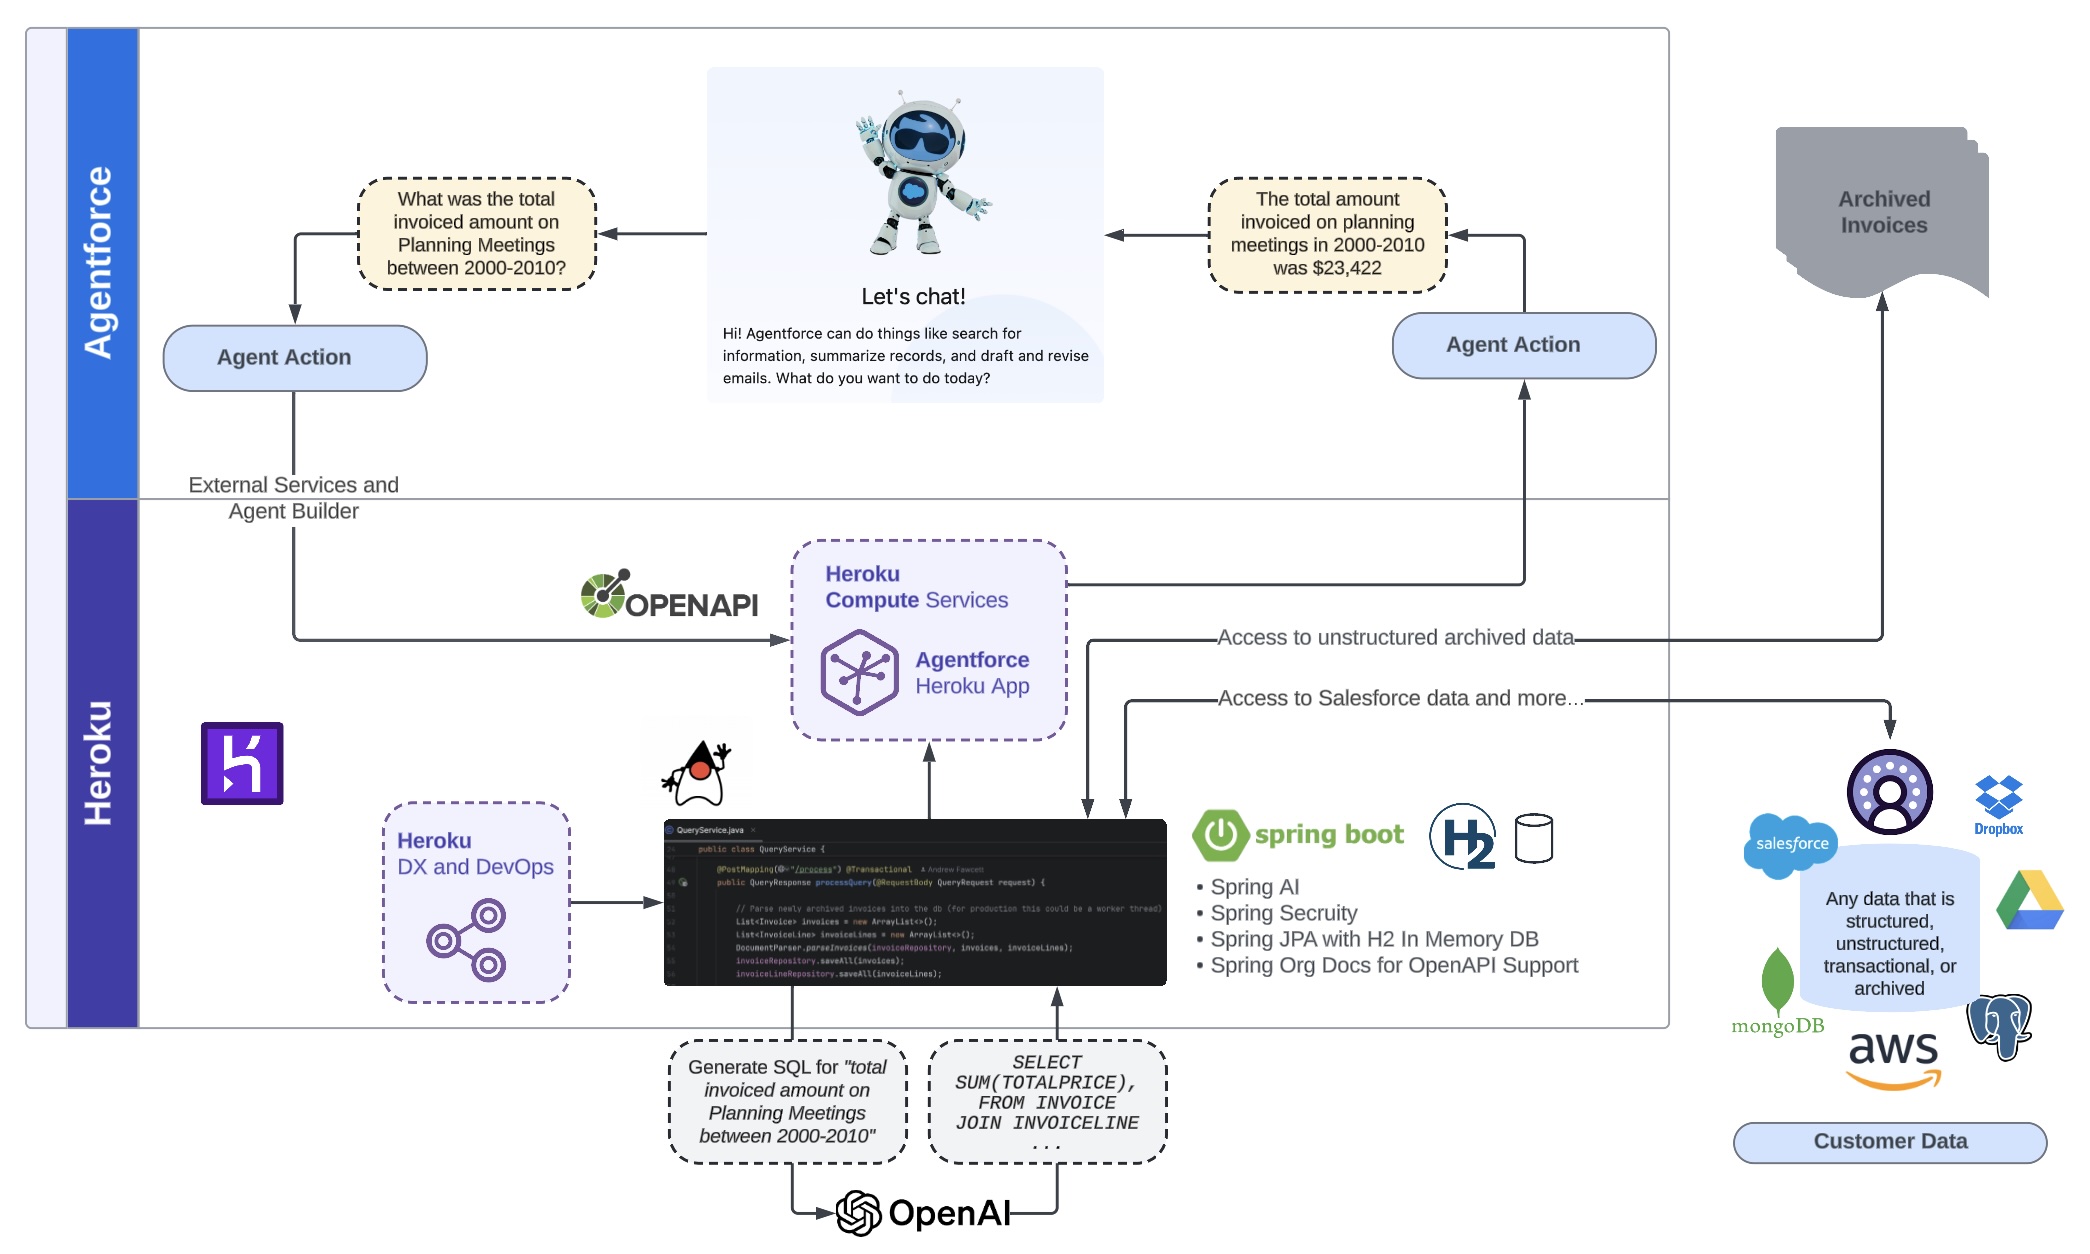 Agentforce
What was the total
invoiced amount on
Planning Meetings
between 2000-2010?
Agent Action
Let's chat!
Hi! Agentforce can do things like search for
information, summarize records, and draft and revise
emails. What do you want to do today?
The total amount
invoiced on planning
meetings in 2000-2010
was $23,422
Agent Action
Archived
Invoices
External Services and
Agent Builder
Heroku
OPENAPI
Heroku
Compute Services
Agentforce
Heroku App
Access to unstructured archived data
Access to Salesforce data and more...
Heroku
DX and DevOps
QueryService.java
public class QueryService {
@PostMapping("/process") @Transactional Andrew Fawcett
public QueryResponse processQuery(@RequestBody QueryRequest request) {
// Parse newly archived invoices into the db (for production this could be a worker thread)
List<Invoice> invoices = new ArrayList<>();
List<InvoiceLine> invoiceLines = new ArrayList<>();
DocumentParser.parseInvoices(invoiceRepository, invoices, invoiceLines);
invoiceRepository.saveAll(invoices);
invoiceLineRepository.saveAll(invoiceLines);
spring boot
H2
• Spring AI
• Spring Secruity
• Spring JPA with H2 In Memory DB
• Spring Org Docs for OpenAPI Support
Generate SQL for "total
invoiced amount on
Planning Meetings
between 2000-2010"
SELECT
SUM(TOTALPRICE),
FROM INVOICE
JOIN INVOICELINE
...
OpenAI
salesforce
Dropbox
Any data that is
structured,
unstructured,
transactional, or
archived
mongoDB
aws
Customer Data